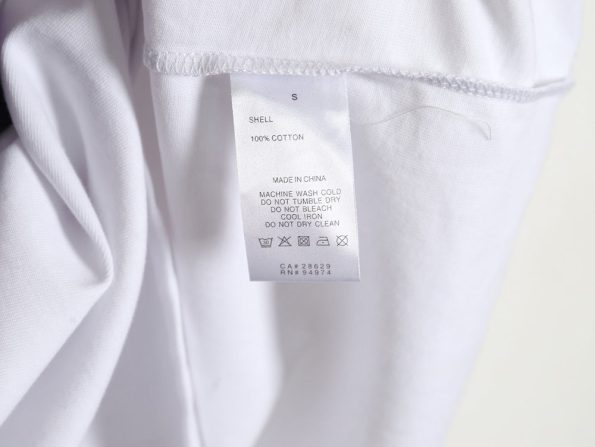 S
SHELL
100% COTTON
MADE IN CHINA
MACHINE WASH COLD
DO NOT TUMBLE DRY
DO NOT BLEACH
COOL IRON
DO NOT DRY CLEAN
CA# 28629
RN# 94974